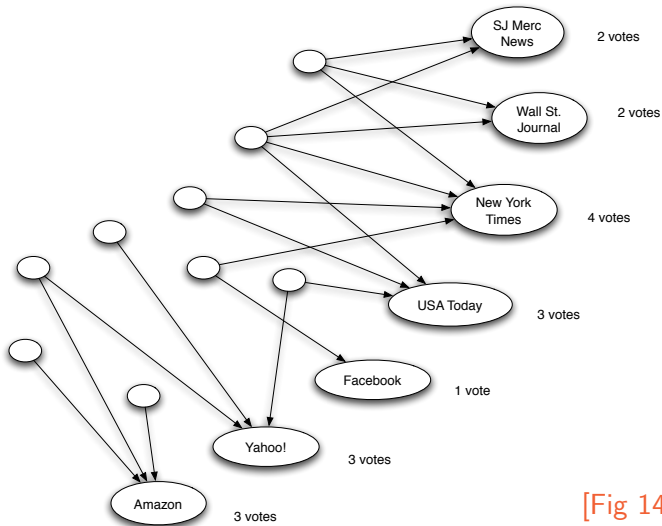 SJ Merc
News
2 votes
Wall St.
Journal
2 votes
New York
Times
4 votes
USA Today
3 votes
Facebook
1 vote
Yahoo!
3 votes
Amazon
3 votes
[Fig 14